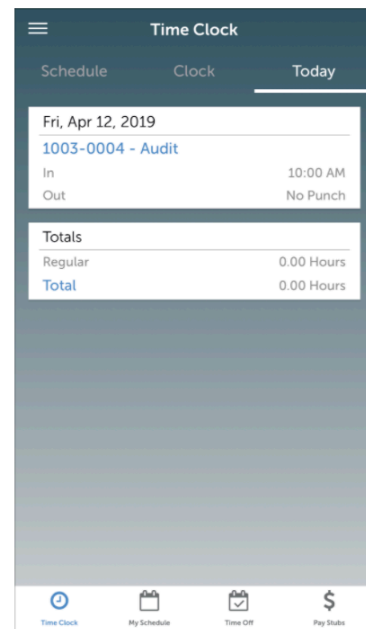 Time Clock
Schedule Clock Today
Fri, Apr 12, 2019
1003-0004 - Audit
In 10:00 AM
Out No Punch
Totals
Regular 0.00 Hours
Total 0.00 Hours
Time Clock My Schedule Time Off Pay Stubs